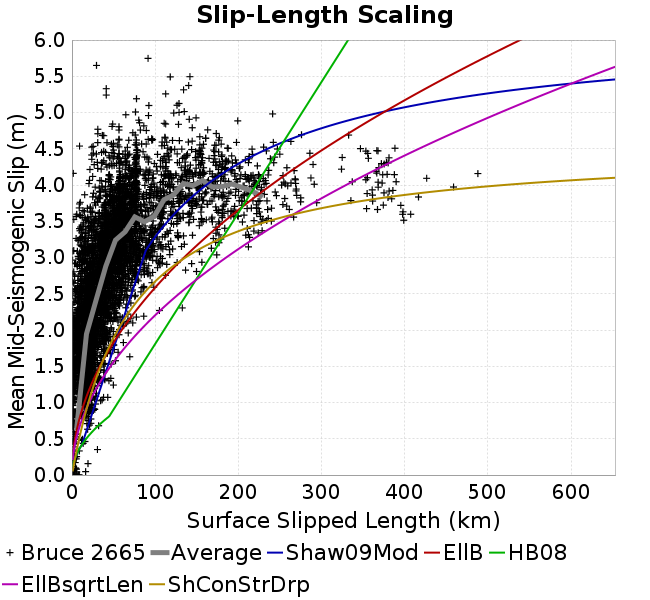 Slip-Length Scaling
Mean Mid-Seismogenic Slip (m)
6.0
5.5
5.0
4.5
4.0
3.5
3.0
2.5
2.0
1.5
1.0
0.5
0.0
0 100 200 300 400 500 600
Surface Slipped Length (km)
Bruce 2665 Average Shaw09Mod EllB HB08
EllBsqrtLen ShConStrDrp